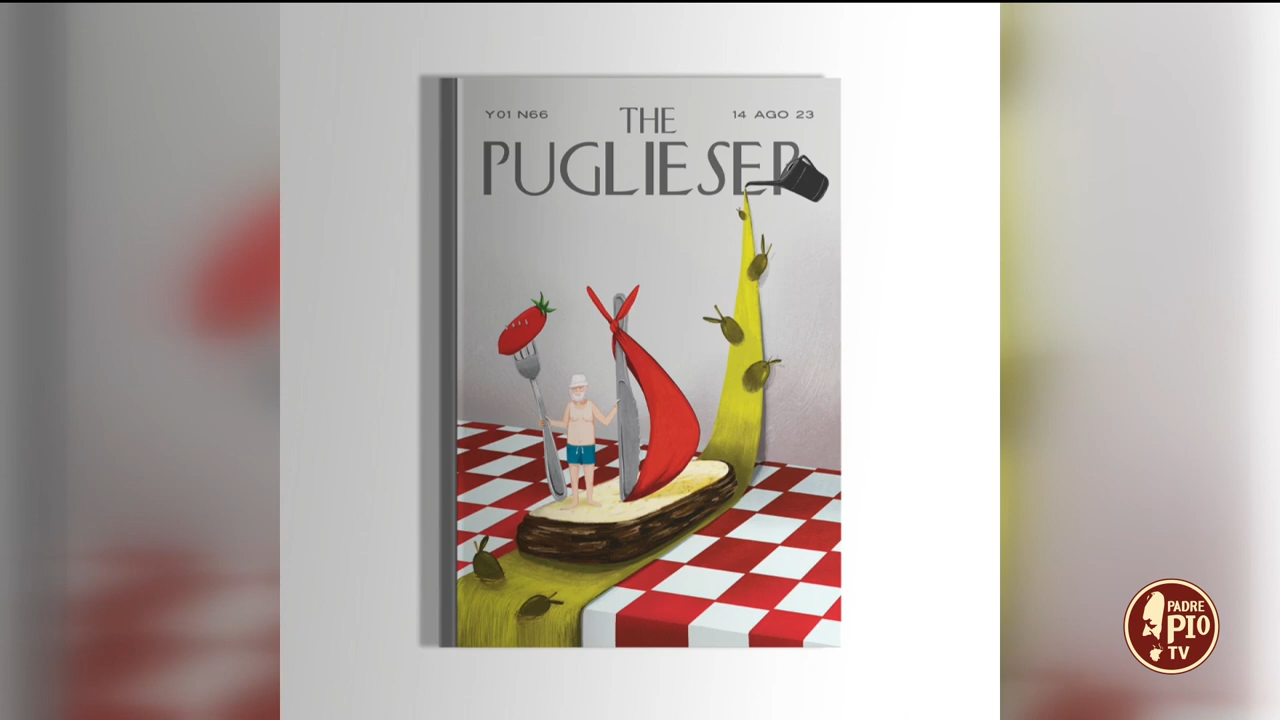 Y01 N66
THE
14 AGO 23
PUGLIESER
PADRE
PIO
TV